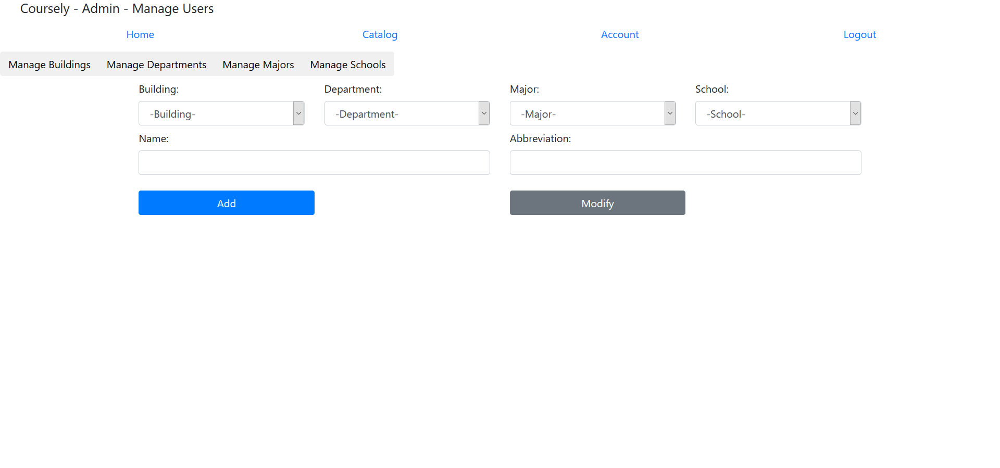 Coursely - Admin - Manage Users
Home Catalog Account Logout
Manage Buildings Manage Departments Manage Majors Manage Schools
Building: Department: Major: School:
-Building- -Department- -Major- -School-
Name: Abbreviation:
Add Modify